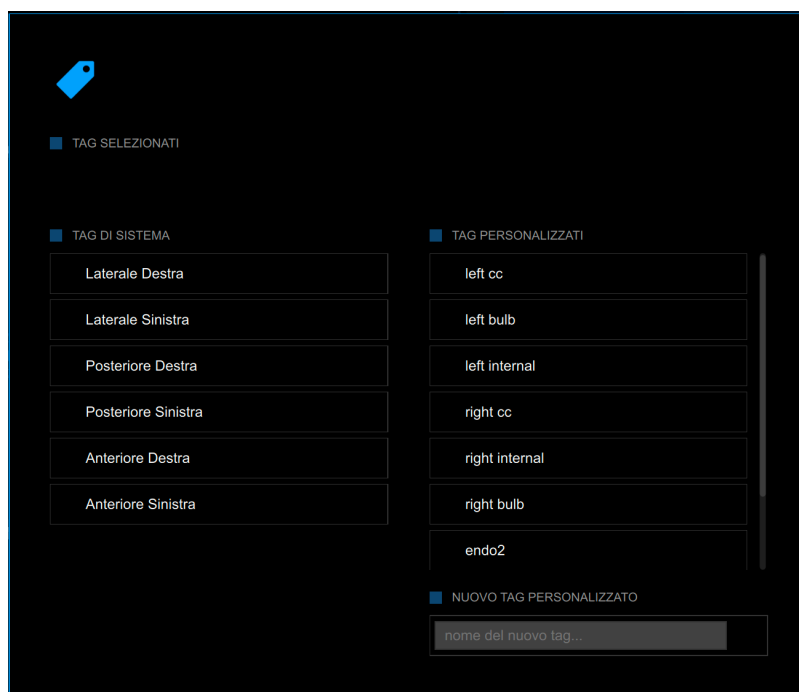 TAG SELEZIONATI
TAG DI SISTEMA
Laterale Destra
Laterale Sinistra
Posteriore Destra
Posteriore Sinistra
Anteriore Destra
Anteriore Sinistra
TAG PERSONALIZZATI
left cc
left bulb
left internal
right cc
right internal
right bulb
endo2
NUOVO TAG PERSONALIZZATO
nome del nuovo tag...